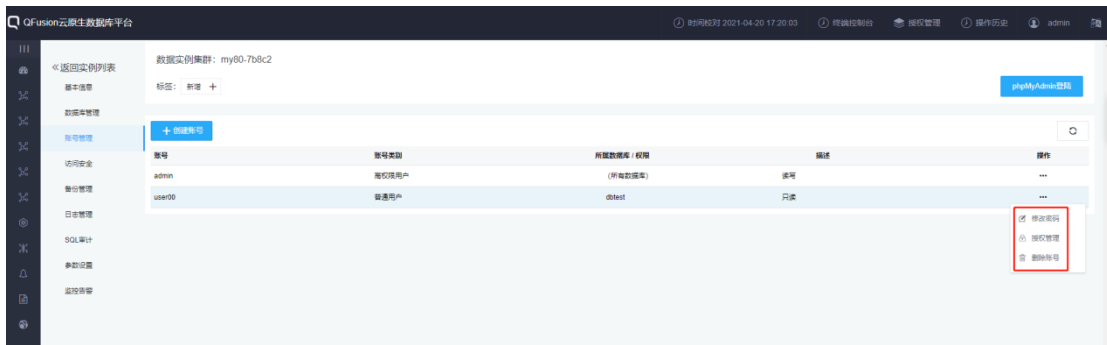 QFusion云原生数据库平台 时间校对 2021-04-20 17:20:03 终端控制台 授权管理 操作历史 admin
《返回实例列表
基本信息
数据库管理
账号管理
访问安全
备份管理
日志管理
SQL审计
参数设置
监控告警
数据实例集群：my80-7b8c2
标签： 新增 +
phpMyAdmin登陆
+ 创建账号
账号 账号类别 所属数据库 / 权限 描述 操作
admin 高权限用户 (所有数据库) 读写 •••
user00 普通用户 dbtest 只读 •••
修改密码
授权管理
删除账号